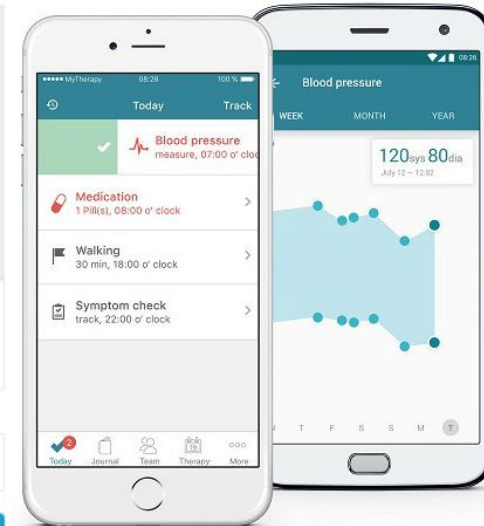 MyTherapy 08:26 100 %
Today Track
Blood pressure
measure, 07:00 o' cloc
Medication
1 Pill(s), 08:00 o' clock
Walking
30 min, 18:00 o' clock
Symptom check
track, 22:00 o' clock
2
19
Today Journal Team Therapy More
08:26
Blood pressure
WEEK MONTH YEAR
120sys 80dia
July 12 – 12:02
T F S S M T